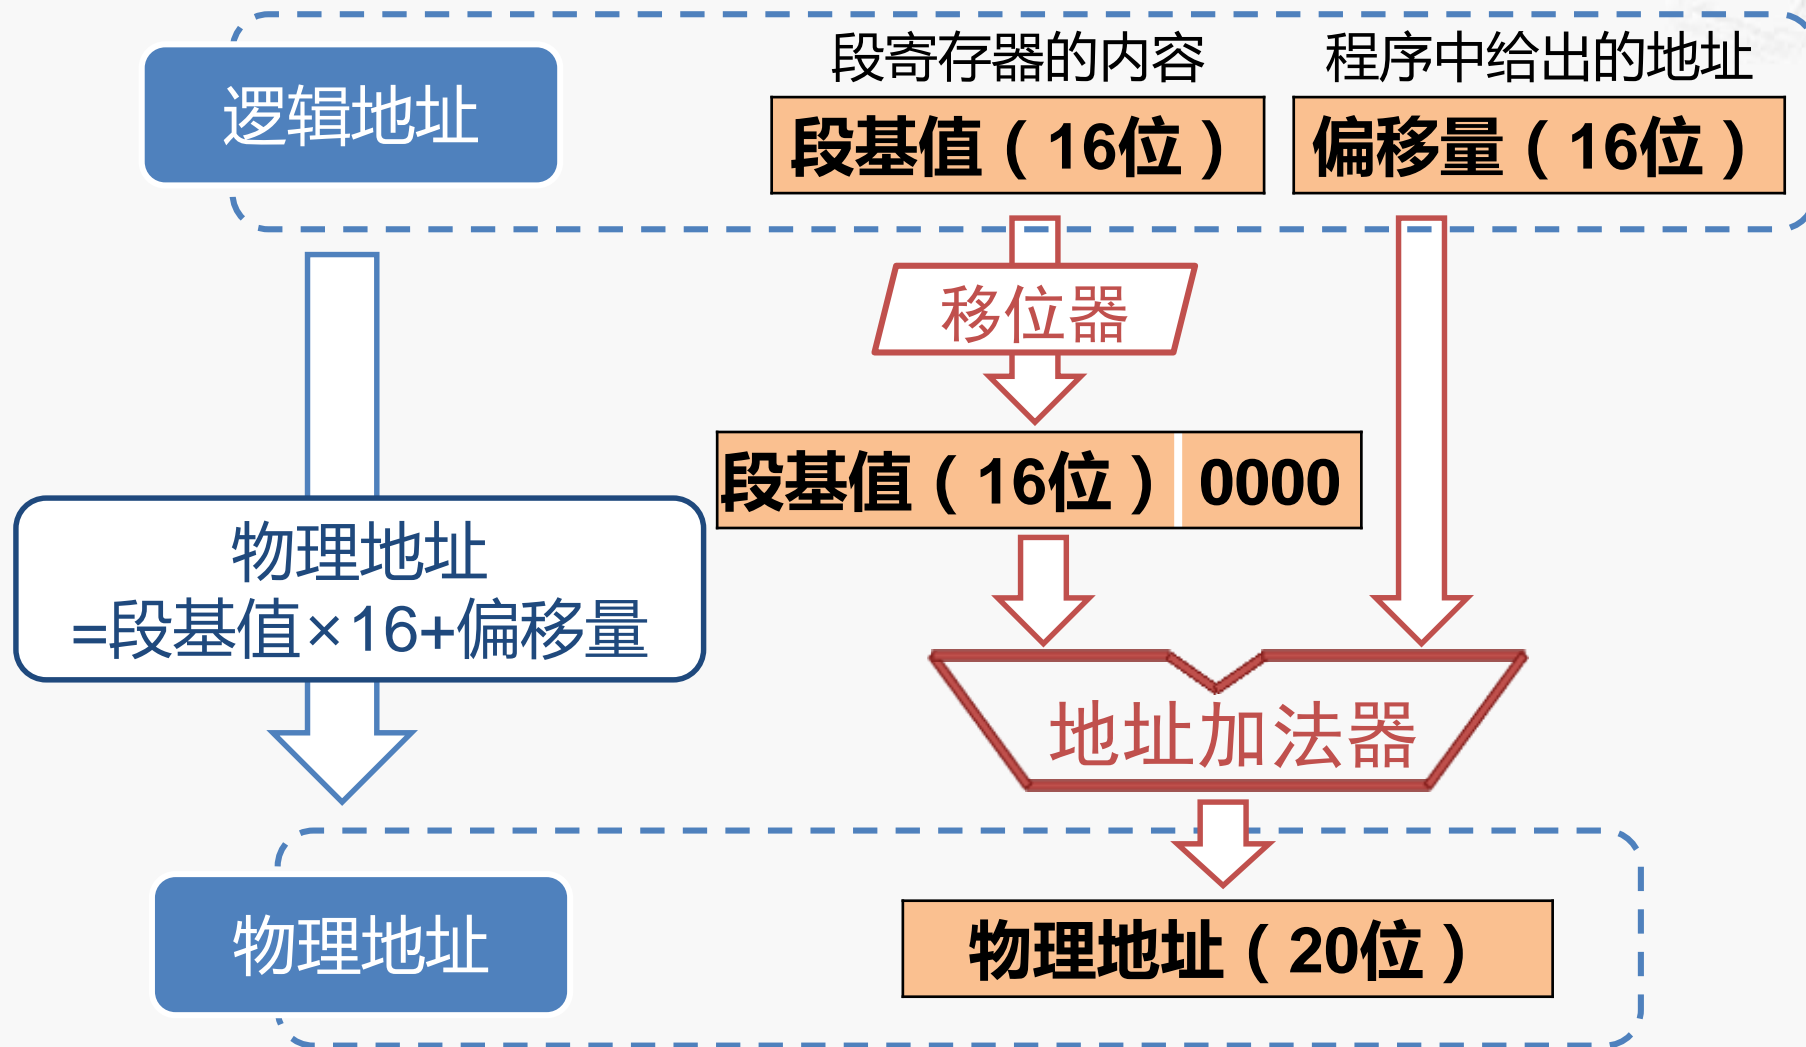 段寄存器的内容
程序中给出的地址
逻辑地址
段基值（16位）
偏移量（16位）
移位器
段基值（16位） 0000
物理地址
=段基值×16+偏移量
地址加法器
物理地址
物理地址（20位）